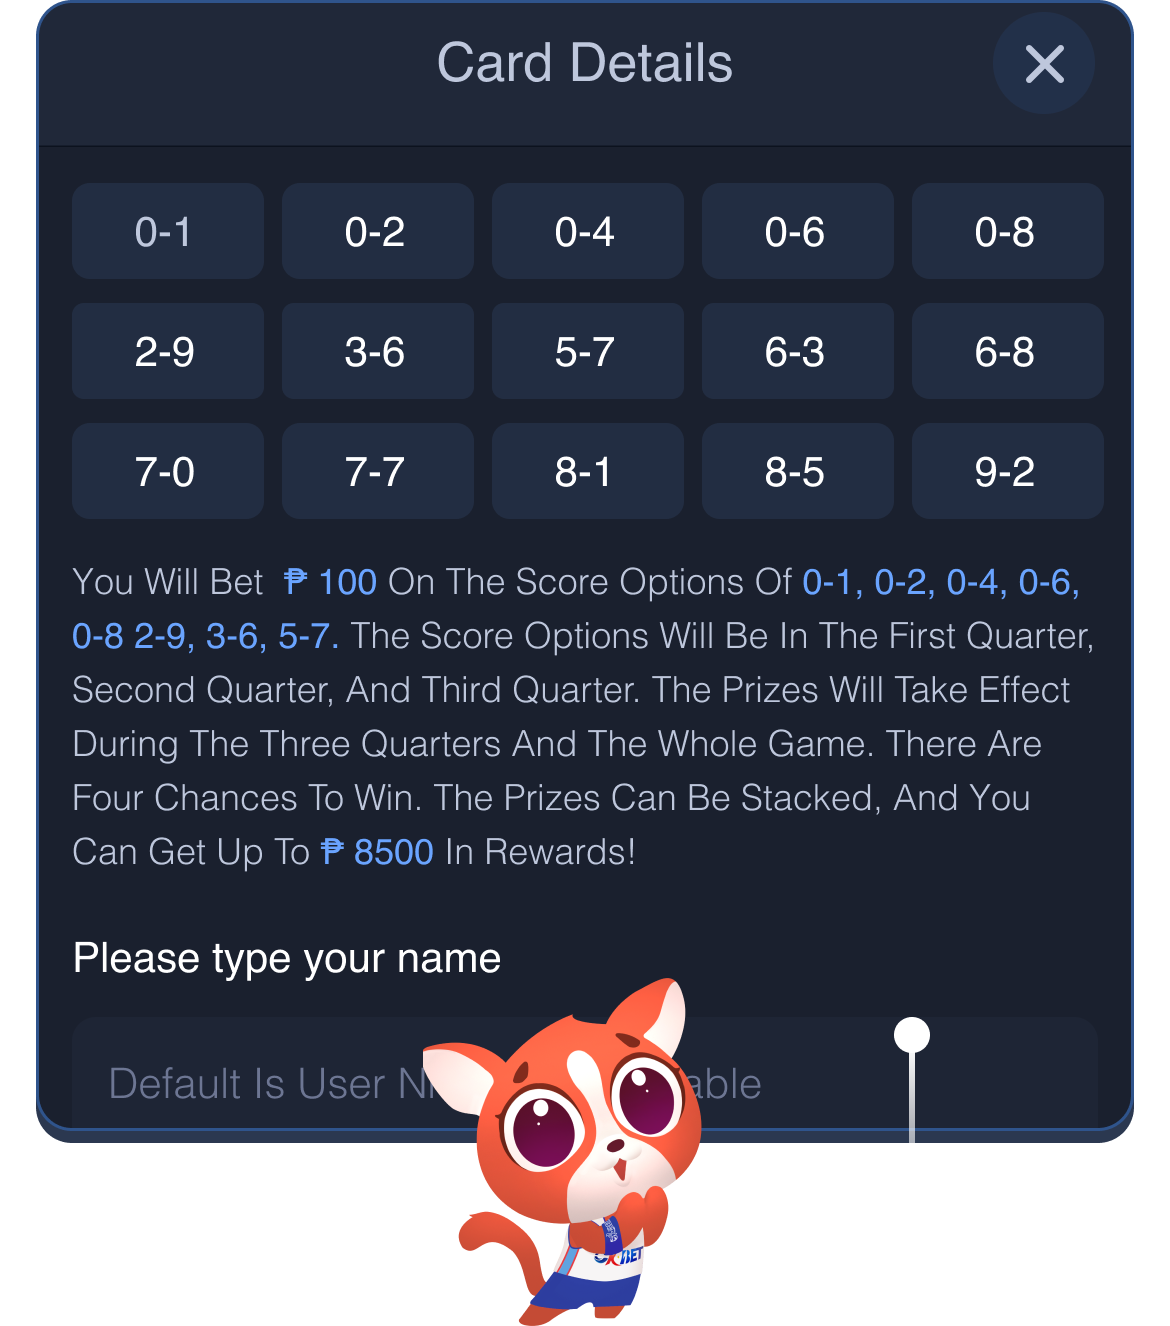 Card Details
0-1 0-2 0-4 0-6 0-8
2-9 3-6 5-7 6-3 6-8
7-0 7-7 8-1 8-5 9-2
You Will Bet ₱ 100 On The Score Options Of 0-1, 0-2, 0-4, 0-6,
0-8 2-9, 3-6, 5-7. The Score Options Will Be In The First Quarter,
Second Quarter, And Third Quarter. The Prizes Will Take Effect
During The Three Quarters And The Whole Game. There Are
Four Chances To Win. The Prizes Can Be Stacked, And You
Can Get Up To ₱ 8500 In Rewards!
Please type your name
Default Is User
OKBET